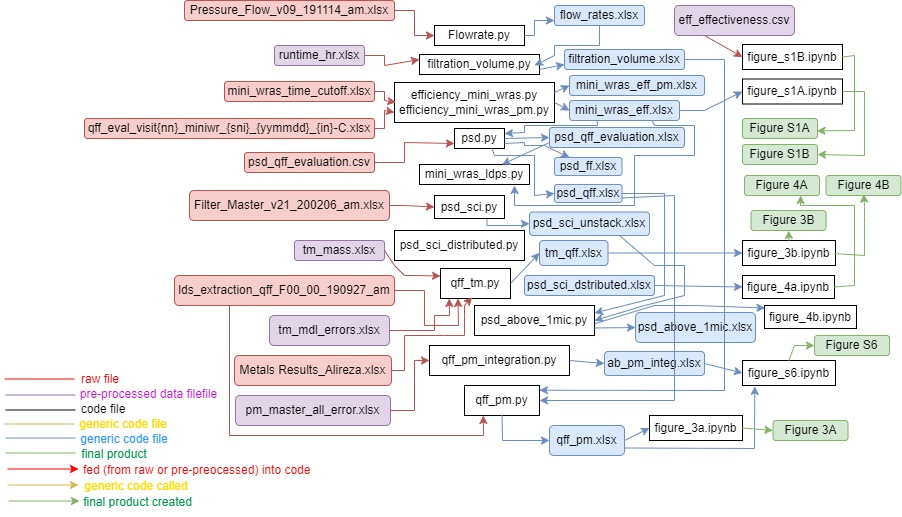 Pressure_Flow_v09_191114_am.xlsx
flow_rates.xlsx
eff_effectiveness.csv
Flowrate.py
runtime_hr.xlsx
filtration_volume.py
filtration_volume.xlsx
figure_s1B.ipynb
mini_wras_time_cutoff.xlsx
efficiency_mini_wras.py
efficiency_mini_wras_pm.py
mini_wras_eff_pm.xlsx
mini_wras_eff.xlsx
figure_s1A.ipynb
qff_eval_visit{nn}_miniwr_{sni}_{yymmdd}_{in}-C.xlsx
Figure S1A
psd.py
psd_qff_evaluation.xlsx
psd_qff_evaluation.csv
Figure S1B
psd_ff.xlsx
mini_wras_ldps.py
psd_qff.xlsx
Figure 4A
Figure 4B
Filter_Master_v21_200206_am.xlsx
psd_sci.py
psd_sci_unstack.xlsx
Figure 3B
psd_sci_distributed.py
tm_mass.xlsx
tm_qff.xlsx
figure_3b.ipynb
qff_tm.py
lds_extraction_qff_F00_00_190927_am
psd_sci_dstributed.xlsx
figure_4a.ipynb
tm_mdl_errors.xlsx
psd_above_1mic.py
psd_above_1mic.xlsx
figure_4b.ipynb
Figure S6
Metals Results_Alireza.xlsx
qff_pm_integration.py
ab_pm_integ.xlsx
figure_s6.ipynb
pm_master_all_error.xlsx
qff_pm.py
qff_pm.xlsx
figure_3a.ipynb
Figure 3A
raw file
pre-processed data filefile
code file
generic code file
generic code file
final product
fed (from raw or pre-preocessed) into code
generic code called
final product created